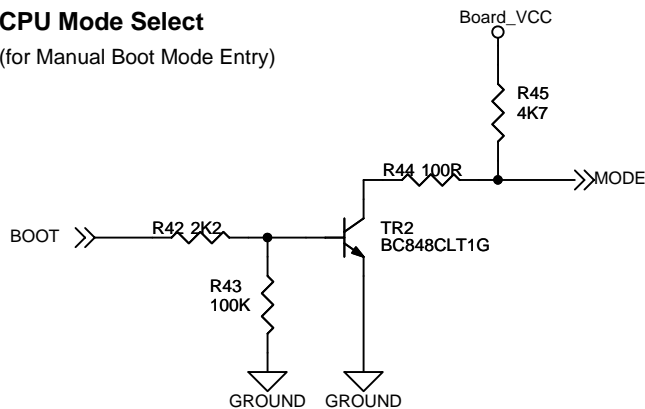 CPU Mode Select
(for Manual Boot Mode Entry)
Board_VCC
R45
4K7
R44 100R
MODE
BOOT
R42 2K2
TR2
BC848CLT1G
R43
100K
GROUND
GROUND